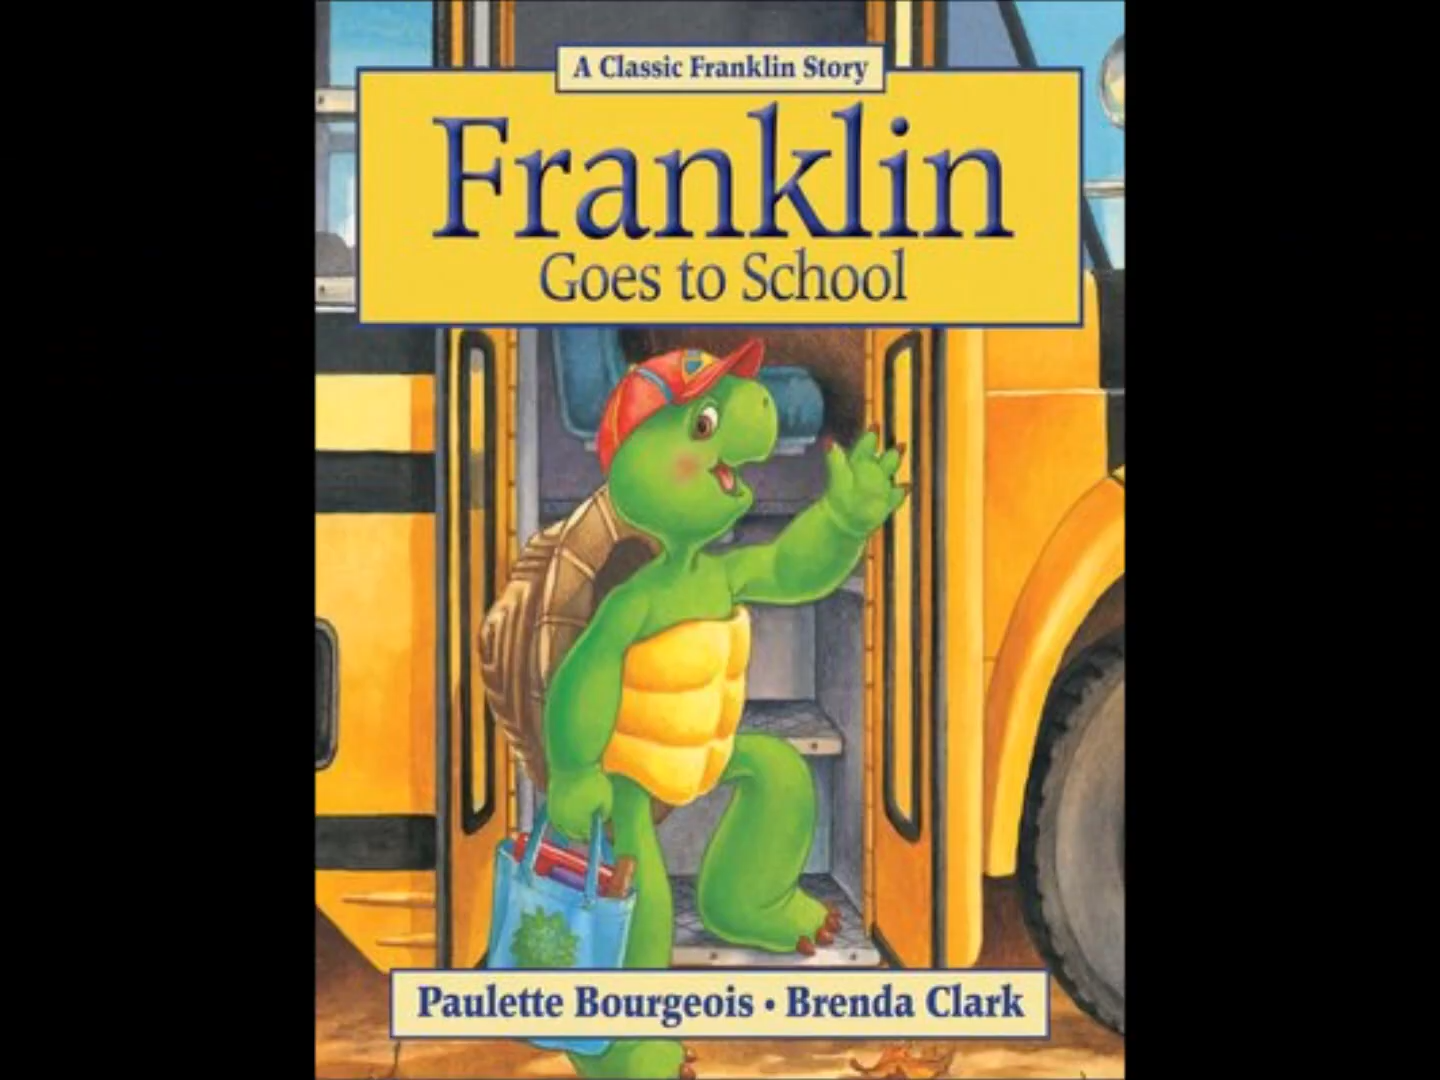 A Classic Franklin Story
Franklin
Goes to School
Paulette Bourgeois • Brenda Clark